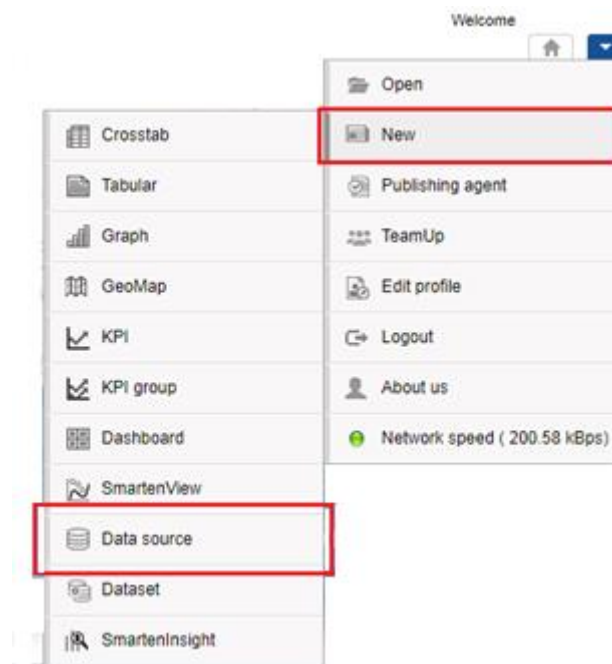 Welcome
Open
New
Publishing agent
TeamUp
Edit profile
Logout
About us
Network speed ( 200.58 kBps)
Crosstab
Tabular
Graph
GeoMap
KPI
KPI group
Dashboard
SmartenView
Data source
Dataset
SmartenInsight